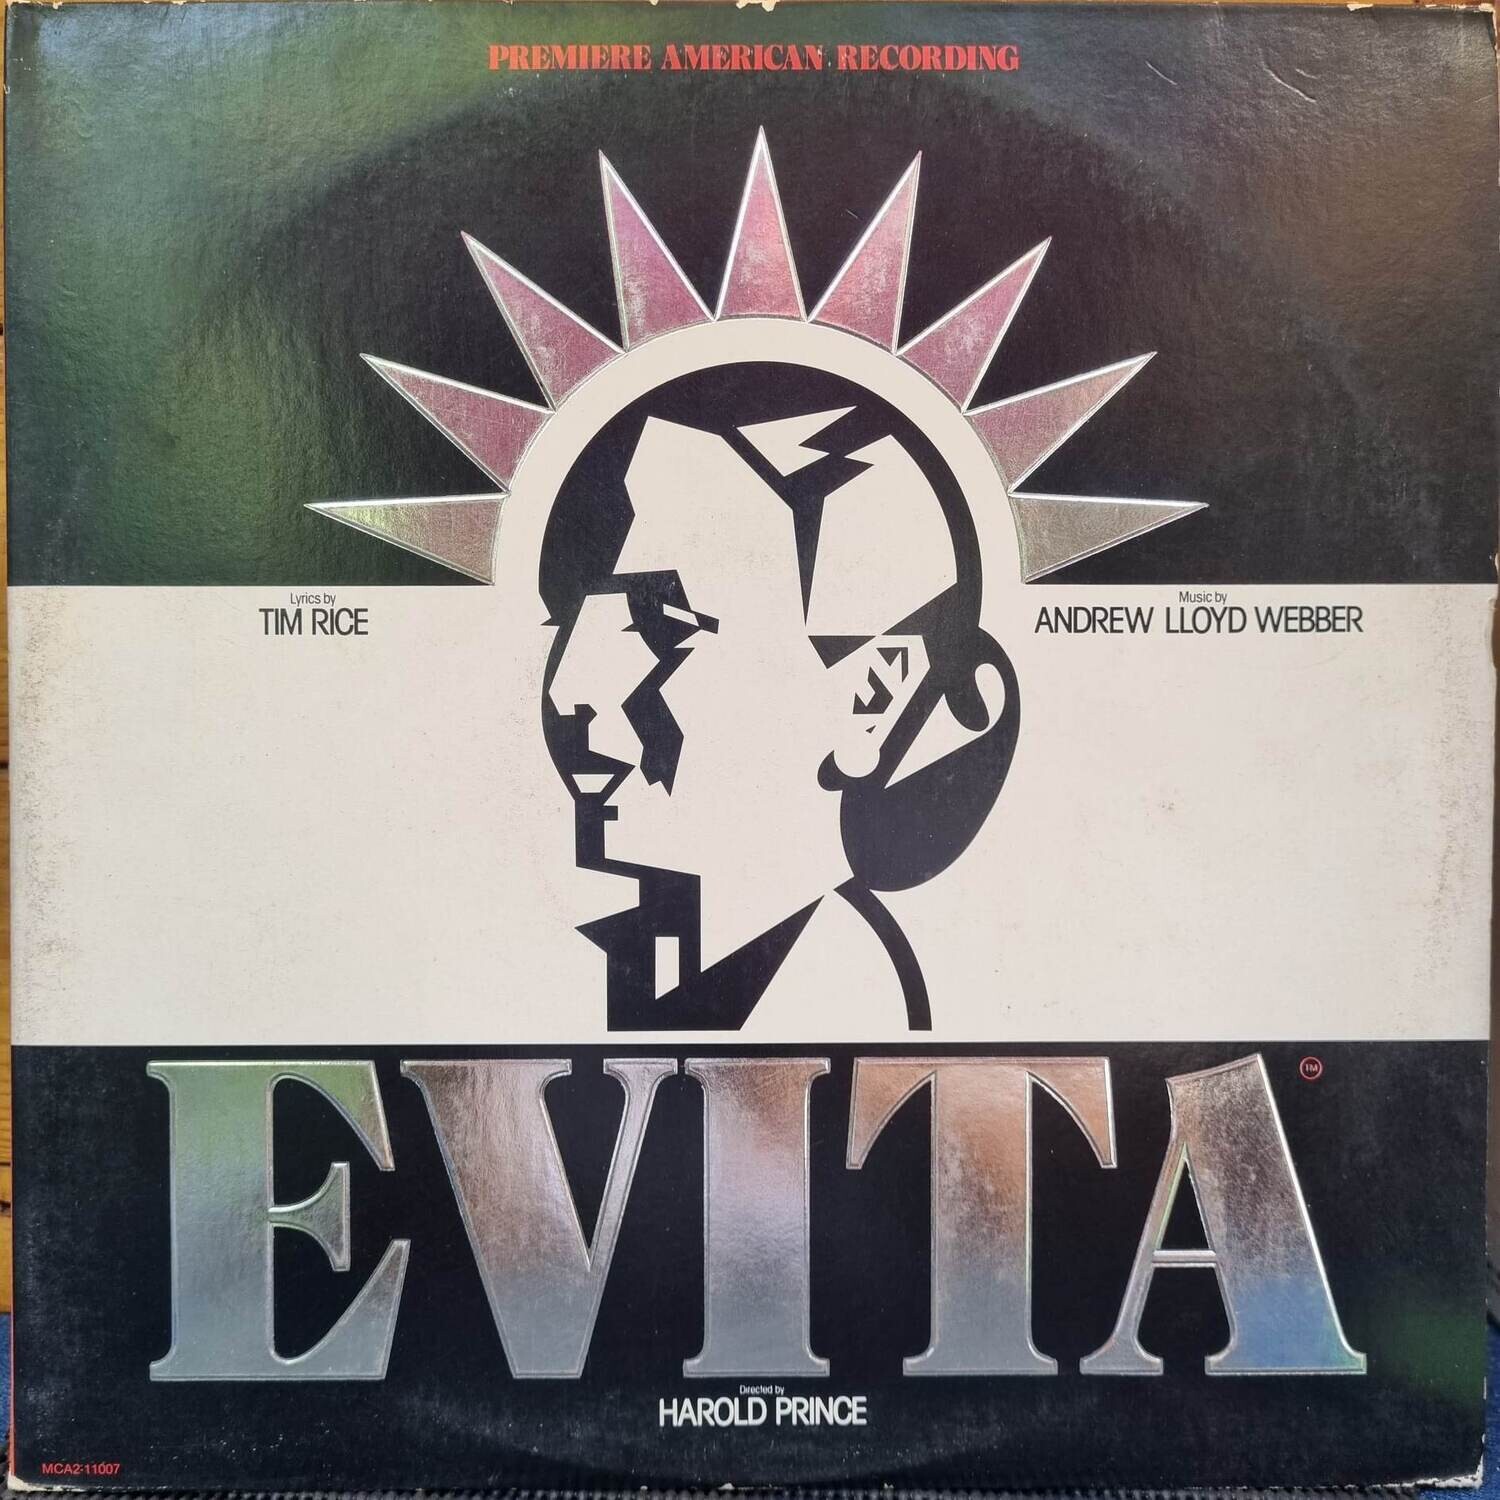 PREMIERE AMERICAN RECORDING
Lyrics by
TIM RICE
Music by
ANDREW LLOYD WEBBER
EVITA
TM
Directed by
HAROLD PRINCE
MCA2-11007